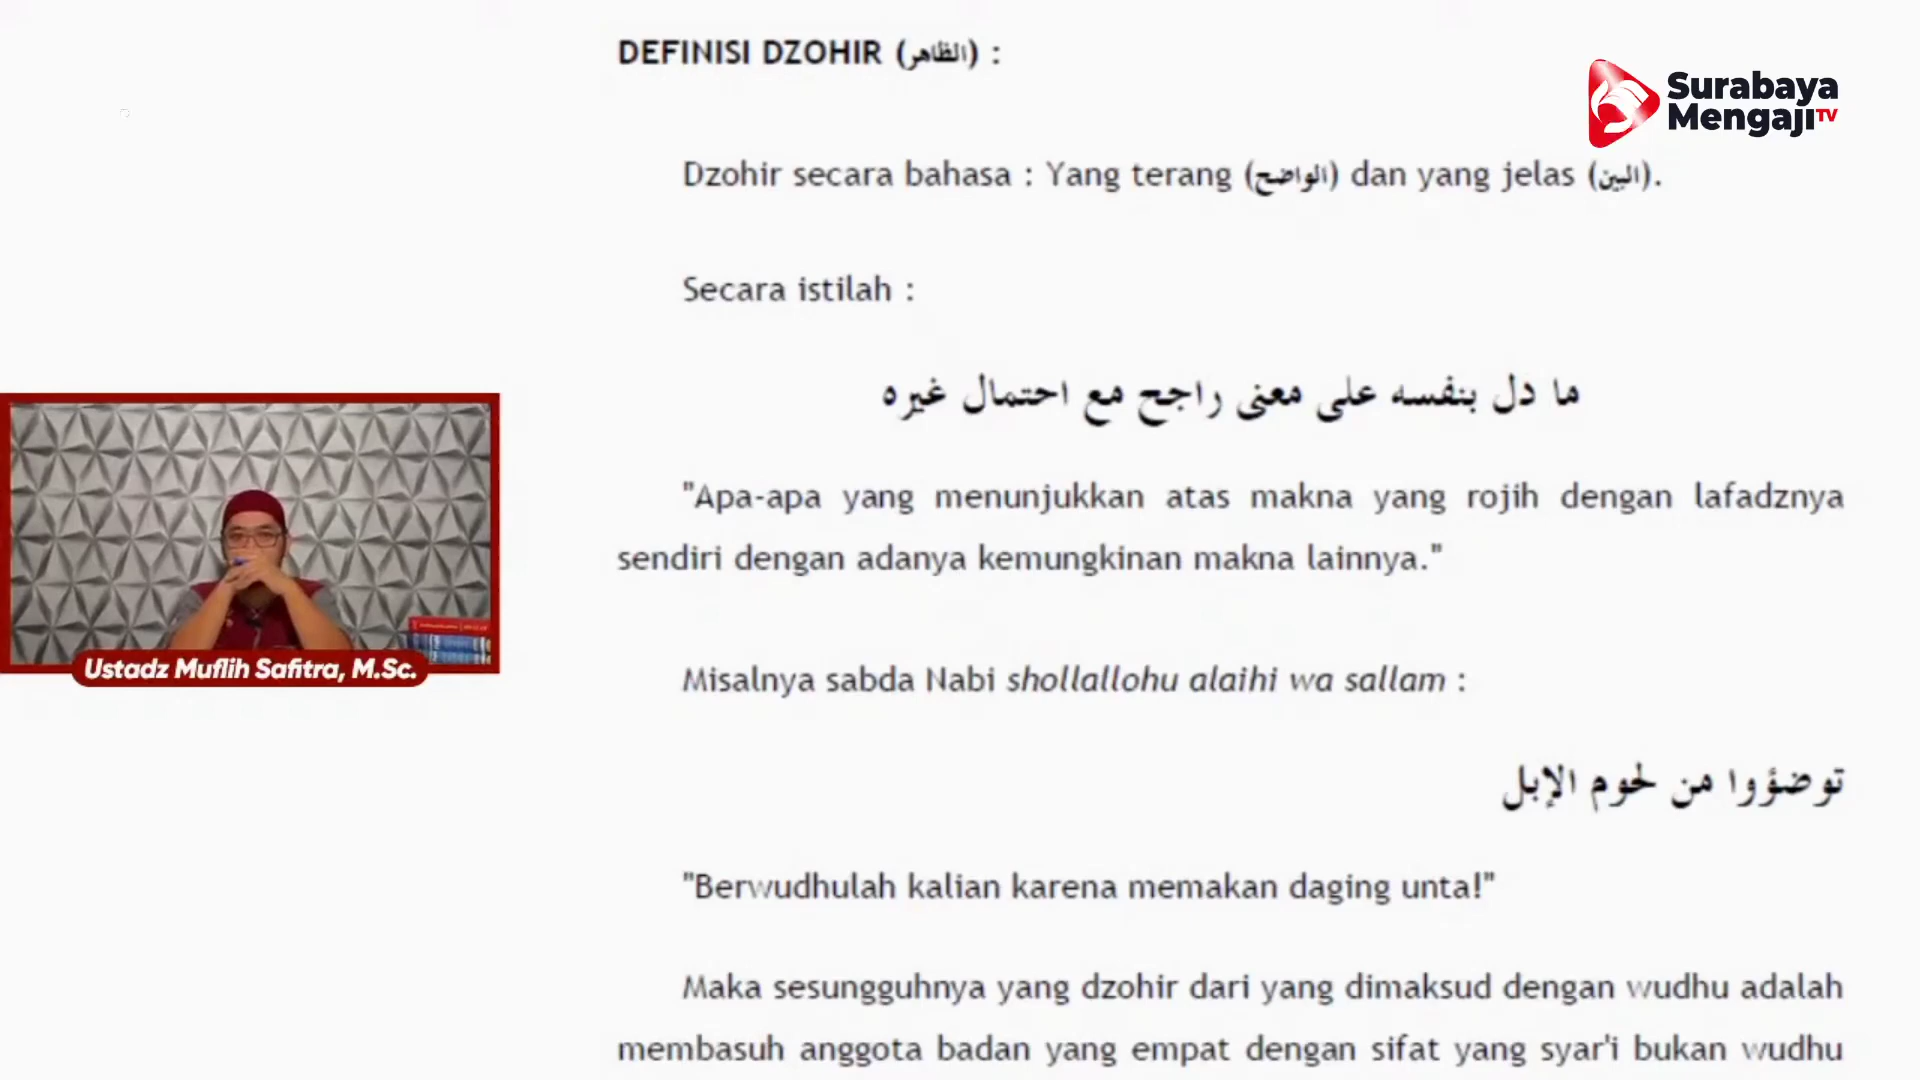 DEFINISI DZOHIR (الظاهر) :
Surabaya
MengajiTV
Dzohir secara bahasa : Yang terang (الواضح) dan yang jelas (البين).
Secara istilah :
ما دل بنفسه على معنى راجح مع احتمال غيره
"Apa-apa yang menunjukkan atas makna yang rojih dengan lafadznya
sendiri dengan adanya kemungkinan makna lainnya."
Ustadz Muflih Safitra, M.Sc.
Misalnya sabda Nabi shollallohu alaihi wa sallam :
توضؤوا من لحوم الإبل
"Berwudhulah kalian karena memakan daging unta!"
Maka sesungguhnya yang dzohir dari yang dimaksud dengan wudhu adalah
membasuh anggota badan yang empat dengan sifat yang syar'i bukan wudhu